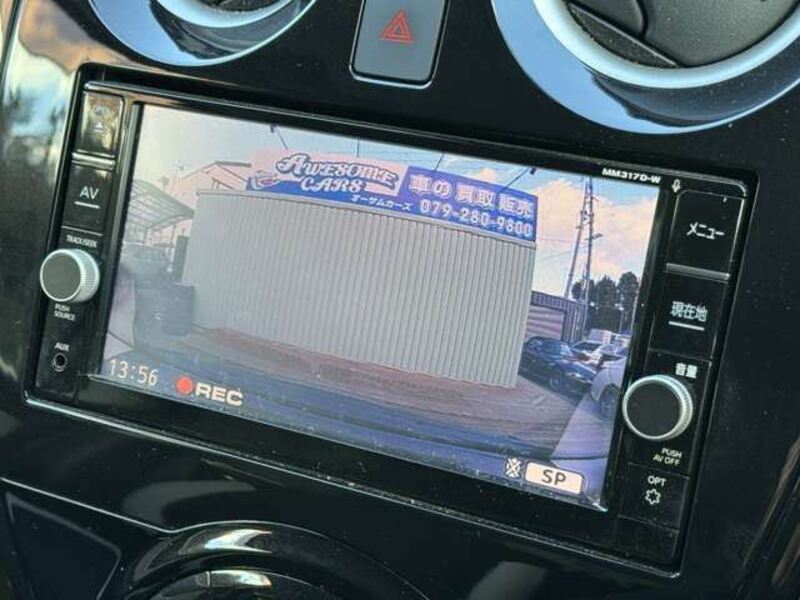 MM317D-W
OPEN
AV
TRACK/SEEK
PUSH
SOURCE
AUX
AWESOME
CARS
オーサムカーズ
車の買取販売
079-280-9800
13:56
REC
SP
メニュー
現在地
音量
PUSH
AV OFF
OPT